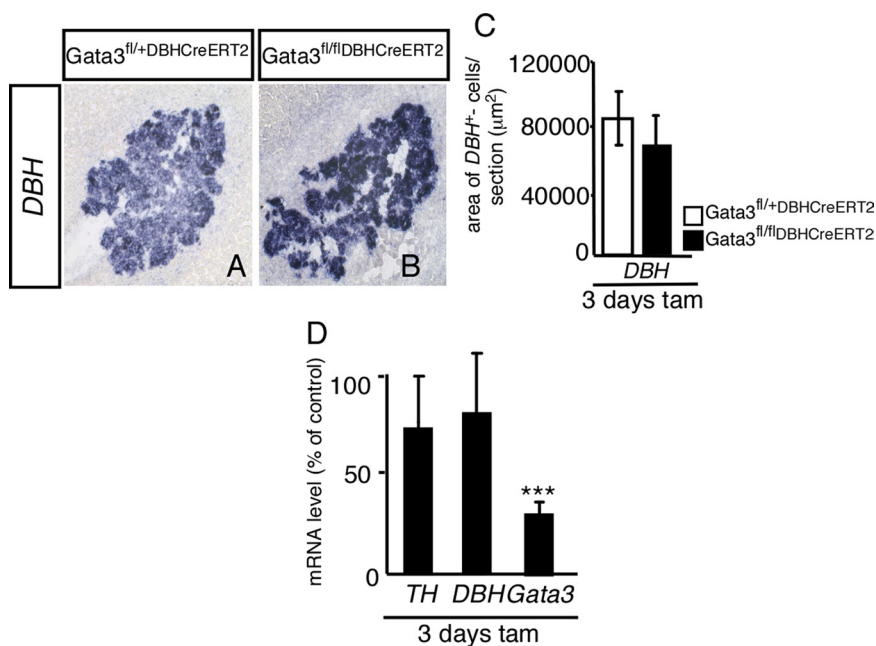 Gata3fl/+DBHCreERT2
Gata3fl/flDBHCreERT2
DBH
A
B
C
120000
80000
40000
0
area of DBH+- cells/
section (µm2)
DBH
3 days tam
Gata3fl/+DBHCreERT2
Gata3fl/flDBHCreERT2
D
mRNA level (% of control)
100
50
0
***
TH DBH Gata3
3 days tam